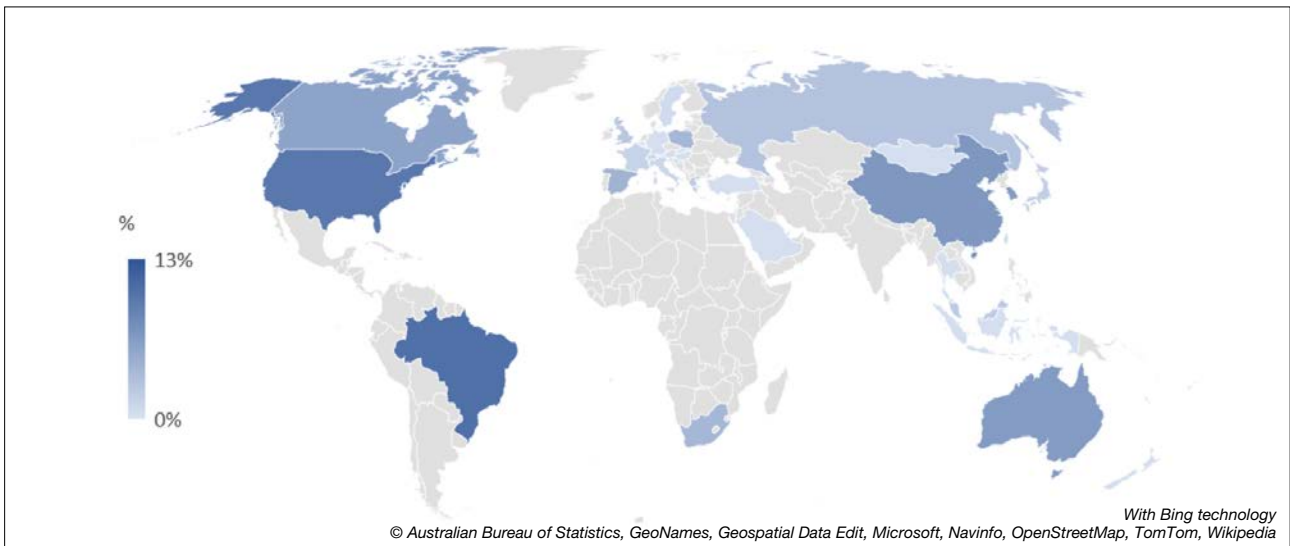 %
13%
0%
With Bing technology
© Australian Bureau of Statistics, GeoNames, Geospatial Data Edit, Microsoft, Navinfo, OpenStreetMap, TomTom, Wikipedia